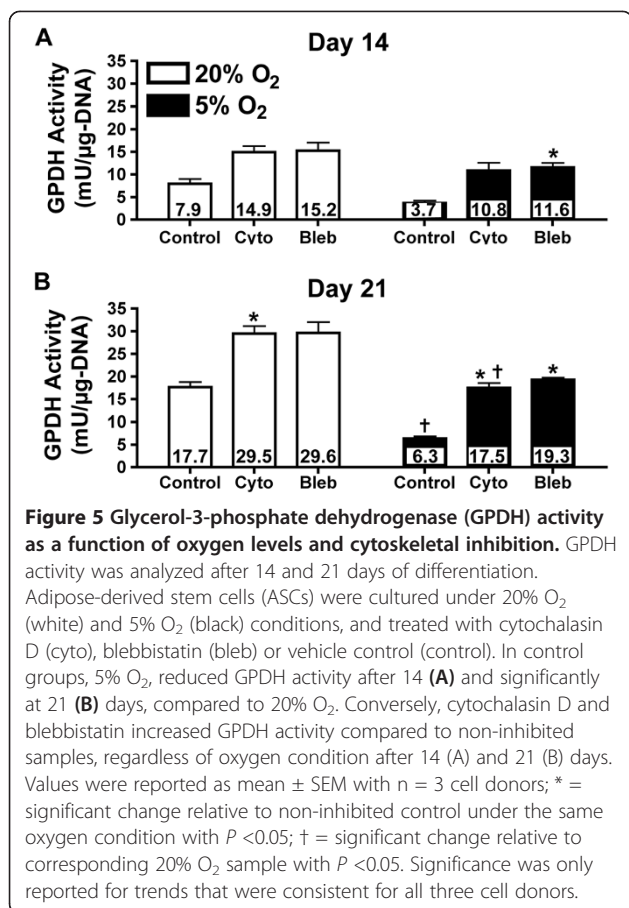 A
Day 14
GPDH Activity
(mU/µg-DNA)
35
30
25
20
15
10
5
0
20% O₂
5% O₂
*
7.9 14.9 15.2 3.7 10.8 11.6
Control Cyto Bleb Control Cyto Bleb
B
Day 21
GPDH Activity
(mU/µg-DNA)
35
30
25
20
15
10
5
0
* † * † *
17.7 29.5 29.6 6.3 17.5 19.3
Control Cyto Bleb Control Cyto Bleb
Figure 5 Glycerol-3-phosphate dehydrogenase (GPDH) activity
as a function of oxygen levels and cytoskeletal inhibition. GPDH
activity was analyzed after 14 and 21 days of differentiation.
Adipose-derived stem cells (ASCs) were cultured under 20% O₂
(white) and 5% O₂ (black) conditions, and treated with cytochalasin
D (cyto), blebbistatin (bleb) or vehicle control (control). In control
groups, 5% O₂, reduced GPDH activity after 14 (A) and significantly
at 21 (B) days, compared to 20% O₂. Conversely, cytochalasin D and
blebbistatin increased GPDH activity compared to non-inhibited
samples, regardless of oxygen condition after 14 (A) and 21 (B) days.
Values were reported as mean ± SEM with n = 3 cell donors; * =
significant change relative to non-inhibited control under the same
oxygen condition with P <0.05; † = significant change relative to
corresponding 20% O₂ sample with P <0.05. Significance was only
reported for trends that were consistent for all three cell donors.